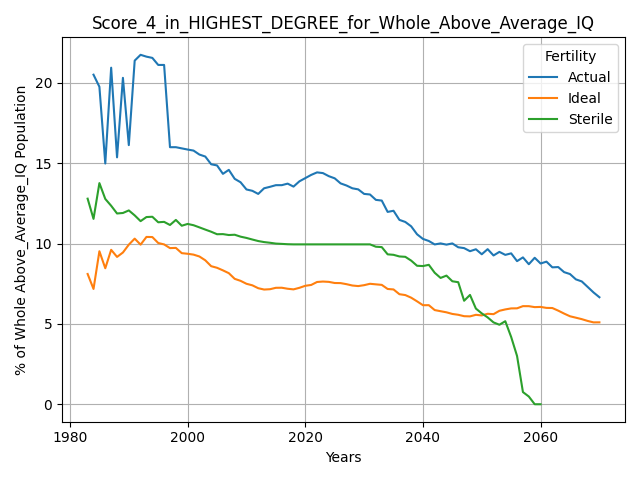 Score_4_in_HIGHEST_DEGREE_for_Whole_Above_Average_IQ
% of Whole Above_Average_IQ Population
20
15
10
5
0
1980
2000
2020
2040
2060
Years
Fertility
Actual
Ideal
Sterile